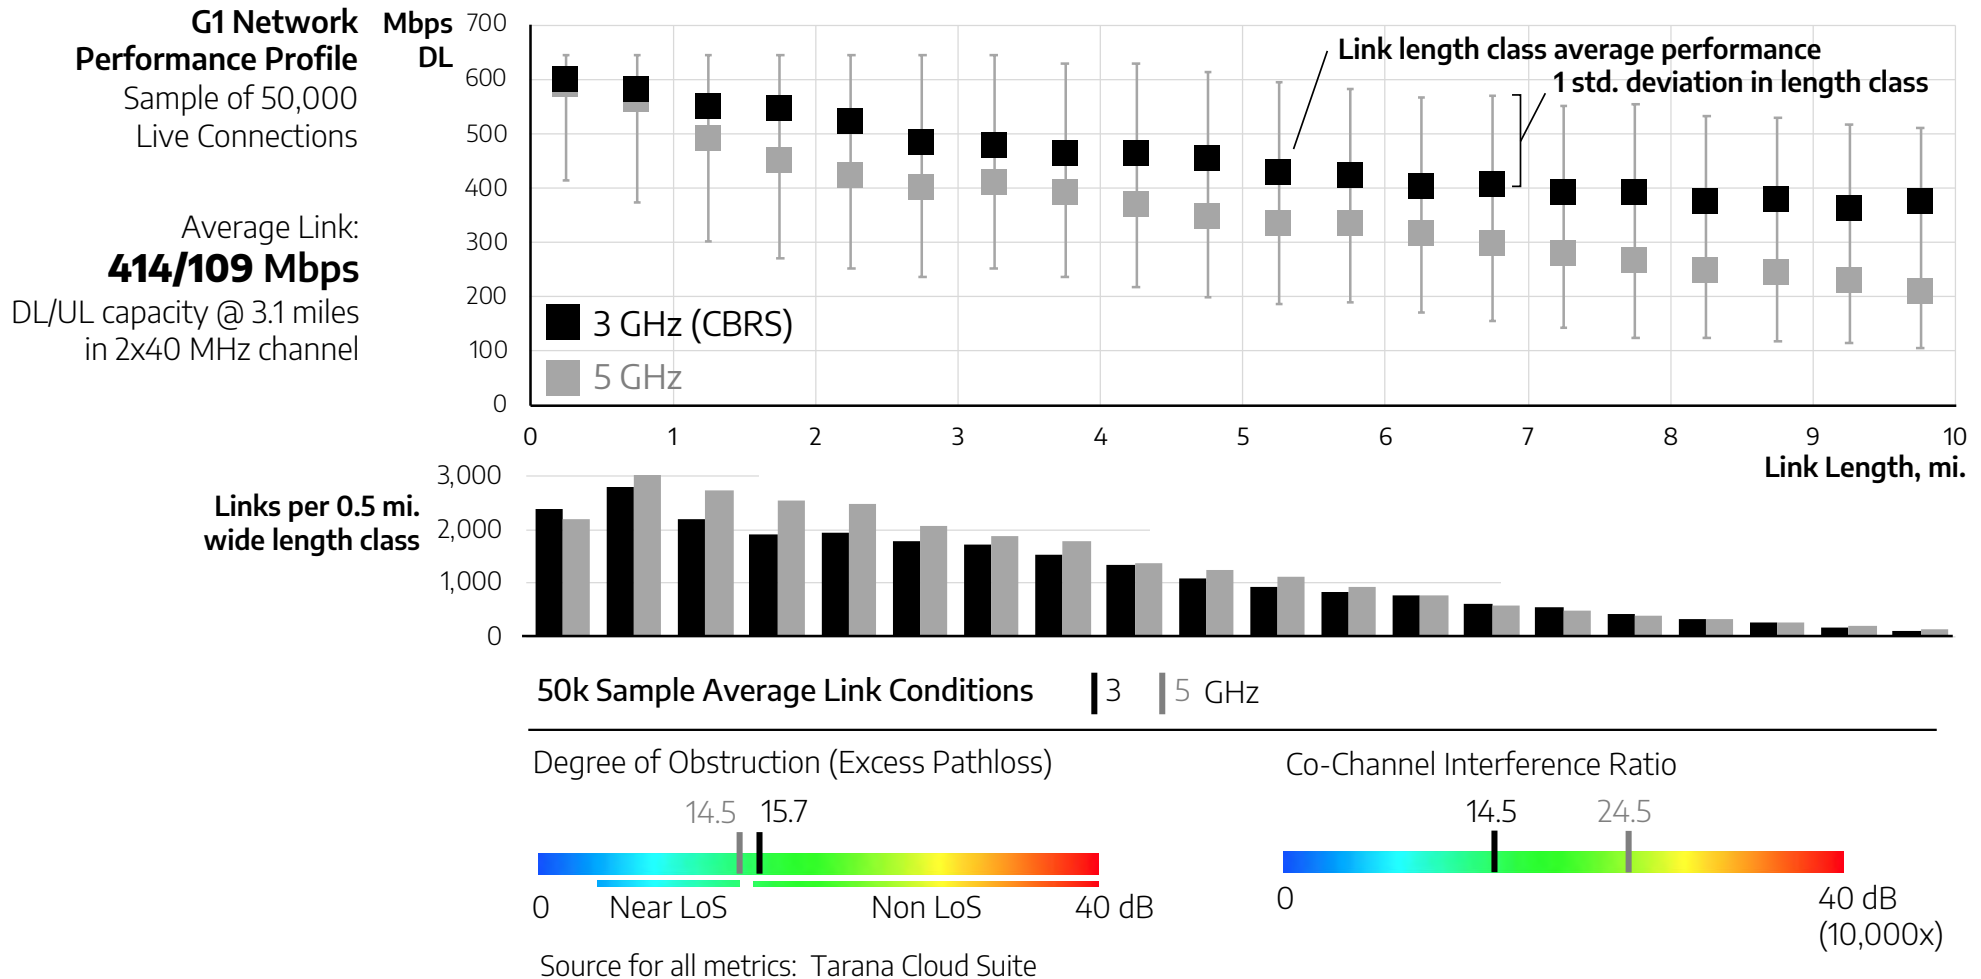 G1 Network
Performance Profile
Sample of 50,000
Live Connections
Average Link:
414/109 Mbps
DL/UL capacity @ 3.1 miles
in 2x40 MHz channel
Mbps
DL
700
600
500
400
300
200
100
0
Link length class average performance
1 std. deviation in length class
3 GHz (CBRS)
5 GHz
0 1 2 3 4 5 6 7 8 9 10
Link Length, mi.
Links per 0.5 mi.
wide length class
3,000
2,000
1,000
0
50k Sample Average Link Conditions 3 5 GHz
Degree of Obstruction (Excess Pathloss)
14.5 15.7
0 Near LoS Non LoS 40 dB
Co-Channel Interference Ratio
14.5 24.5
0 40 dB
(10,000x)
Source for all metrics: Tarana Cloud Suite